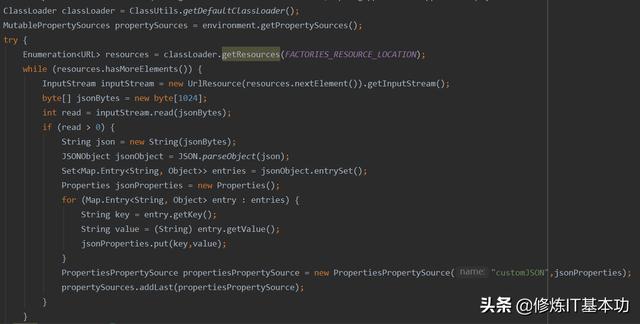 ClassLoader classLoader = ClassUtils.getDefaultClassLoader();
MutablePropertySources propertySources = environment.getPropertySources();
try {
    Enumeration<URL> resources = classLoader.getResources(FACTORIES_RESOURCE_LOCATION);
    while (resources.hasMoreElements()) {
        InputStream inputStream = new UrlResource(resources.nextElement()).getInputStream();
        byte[] jsonBytes = new byte[1024];
        int read = inputStream.read(jsonBytes);
        if (read > 0) {
            String json = new String(jsonBytes);
            JSONObject jsonObject = JSON.parseObject(json);
            Set<Map.Entry<String, Object>> entries = jsonObject.entrySet();
            Properties jsonProperties = new Properties();
            for (Map.Entry<String, Object> entry : entries) {
                String key = entry.getKey();
                String value = (String) entry.getValue();
                jsonProperties.put(key,value);
            }
            PropertiesPropertySource propertiesPropertySource = new PropertiesPropertySource( name: "customJSON",jsonProperties);
            propertySources.addLast(propertiesPropertySource);
        }
    }
头条 @修炼IT基本功